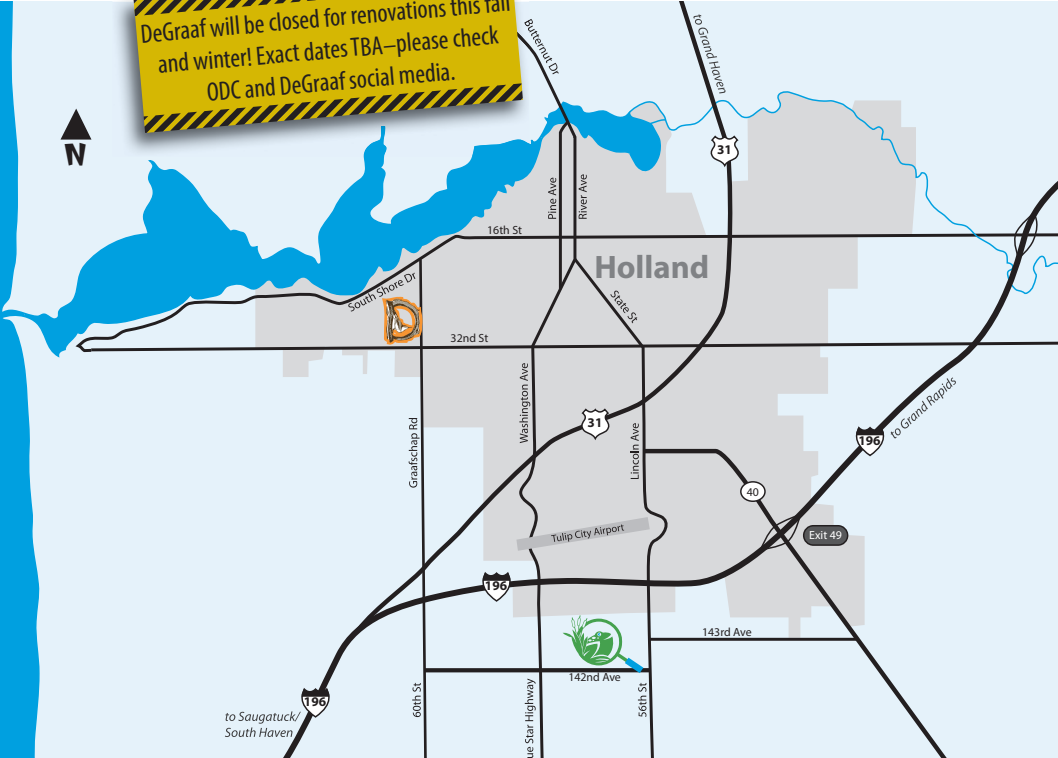 DeGraaf will be closed for renovations this fall
and winter! Exact dates TBA–please check
ODC and DeGraaf social media.
Butternut Dr
to Grand Haven
31
N
Pine Ave
River Ave
16th St
Holland
South Shore Dr
State St
32nd St
Washington Ave
31
Lincoln Ave
to Grand Rapids
196
Graafschap Rd
40
Tulip City Airport
Exit 49
196
143rd Ave
142nd Ave
196
60th St
56th St
to Saugatuck/
South Haven
Star Highway